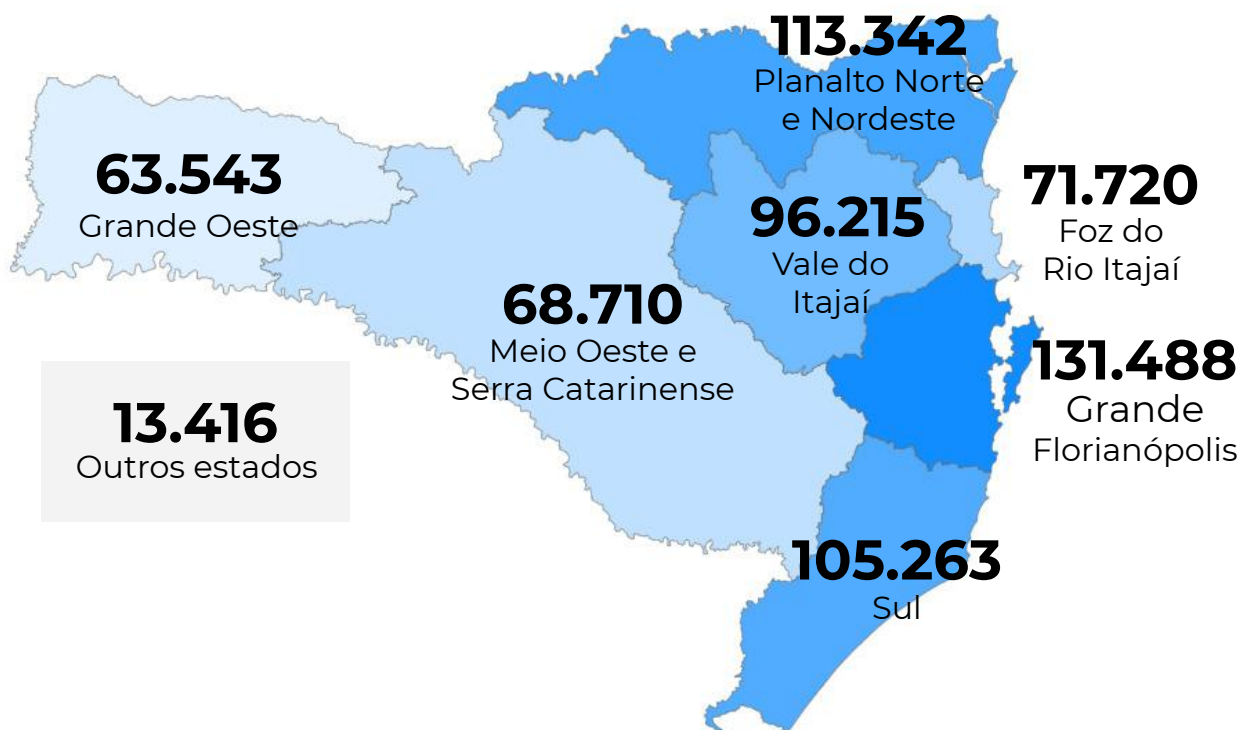 113.342
Planalto Norte
e Nordeste
63.543
Grande Oeste
71.720
Foz do
Rio Itajaí
96.215
Vale do
Itajaí
68.710
Meio Oeste e
Serra Catarinense
131.488
Grande
Florianópolis
13.416
Outros estados
105.263
Sul